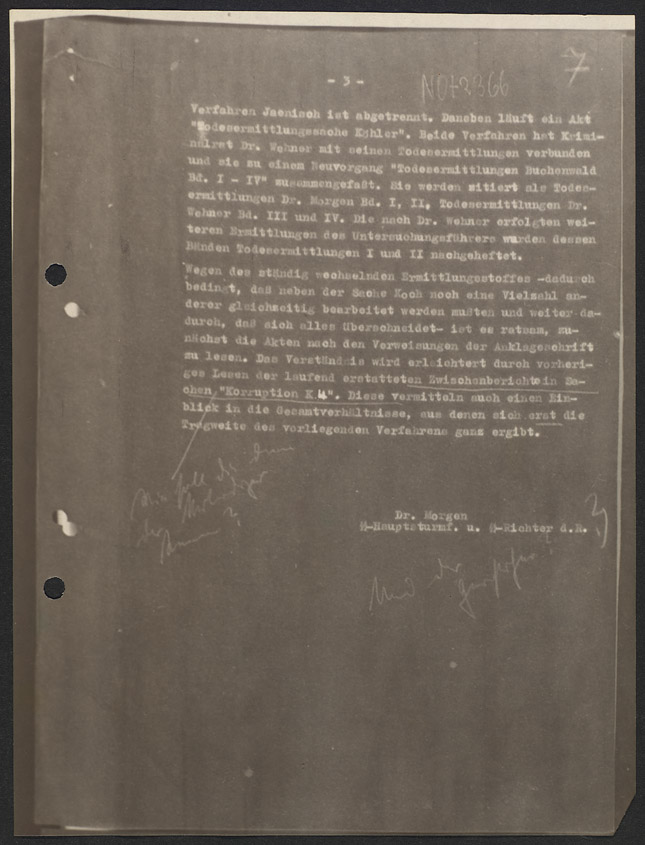 - 3 -
NO-2366
7
Verfahren Jaenisch ist abgetrennt. Daneben läuft ein Akt
"Todesermittlungssache Köhler". Beide Verfahren hat Krimi-
nalrat Dr. Wehner mit seinen Todesermittlungen verbunden
und sie zu einem Neuvorgang "Todesermittlungen Buchenwald
Bd. I - IV" zusammengefaßt. Sie werden zitiert als Todes-
ermittlungen Dr. Morgen Bd. I, II, Todesermittlungen Dr.
Wehner Bd. III und IV. Die nach Dr. Wehner erfolgten wei-
teren Ermittlungen des Untersuchungsführers wurden dessen
Bänden Todesermittlungen I und II nachgeheftet.
Wegen des ständig wechselnden Ermittlungsstoffes -dadurch
bedingt, daß neben der Sache Koch noch eine Vielzahl an-
derer gleichzeitig bearbeitet werden mußten und weiter da-
durch, daß sich alles überschneidet- ist es ratsam, zu-
nächst die Akten nach den Verweisungen der Anklageschrift
zu lesen. Das Verständnis wird erleichtert durch vorheri-
ges Lesen der laufend erstatteten Zwischenberichte in Sa-
chen "Korruption K.L". Diese vermitteln auch einen Ein-
blick in die Gesamtverhältnisse, aus denen sich erst die
Tragweite des vorliegenden Verfahrens ganz ergibt.
Dr. Morgen
SS-Hauptsturmf. u. SS-Richter d.R.